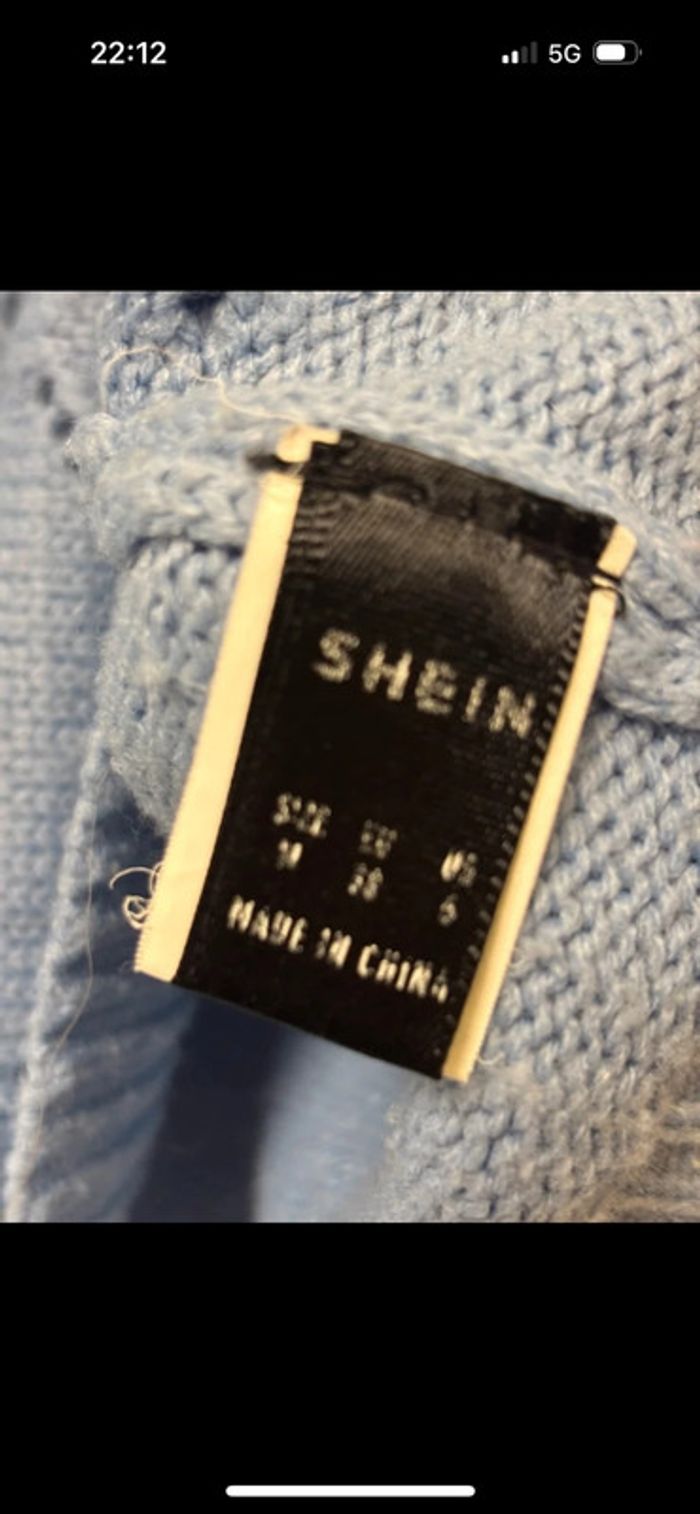 22:12 5G
SHEIN
SIZE EU US
M 38 6
MADE IN CHINA